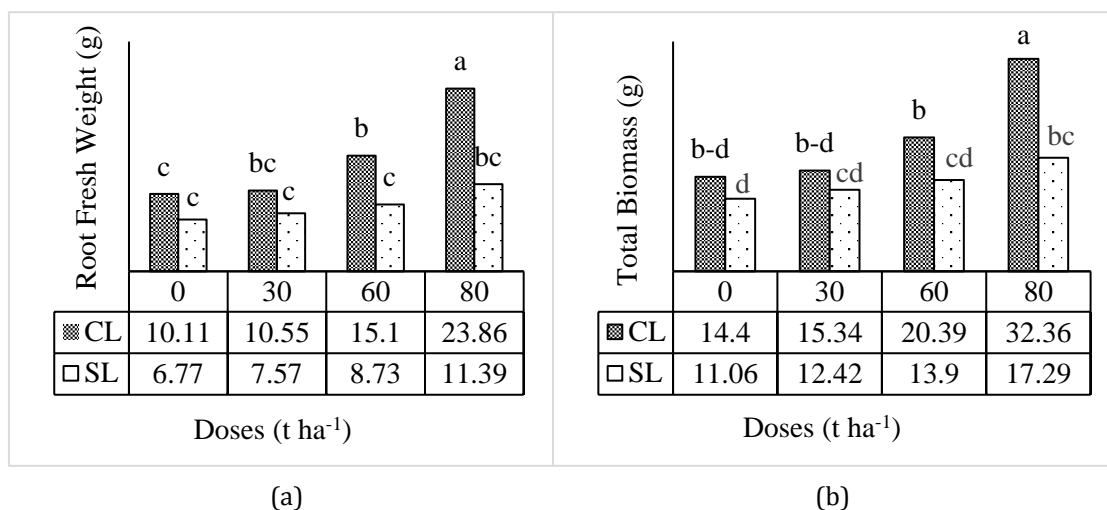 Root Fresh Weight (g)
a
b
bc
bc
c
c
c
c
0 30 60 80
CL 10.11 10.55 15.1 23.86
SL 6.77 7.57 8.73 11.39
Doses (t ha-1)
(a)
Total Biomass (g)
a
b
bc
b-d
b-d
cd
cd
d
0 30 60 80
CL 14.4 15.34 20.39 32.36
SL 11.06 12.42 13.9 17.29
Doses (t ha-1)
(b)